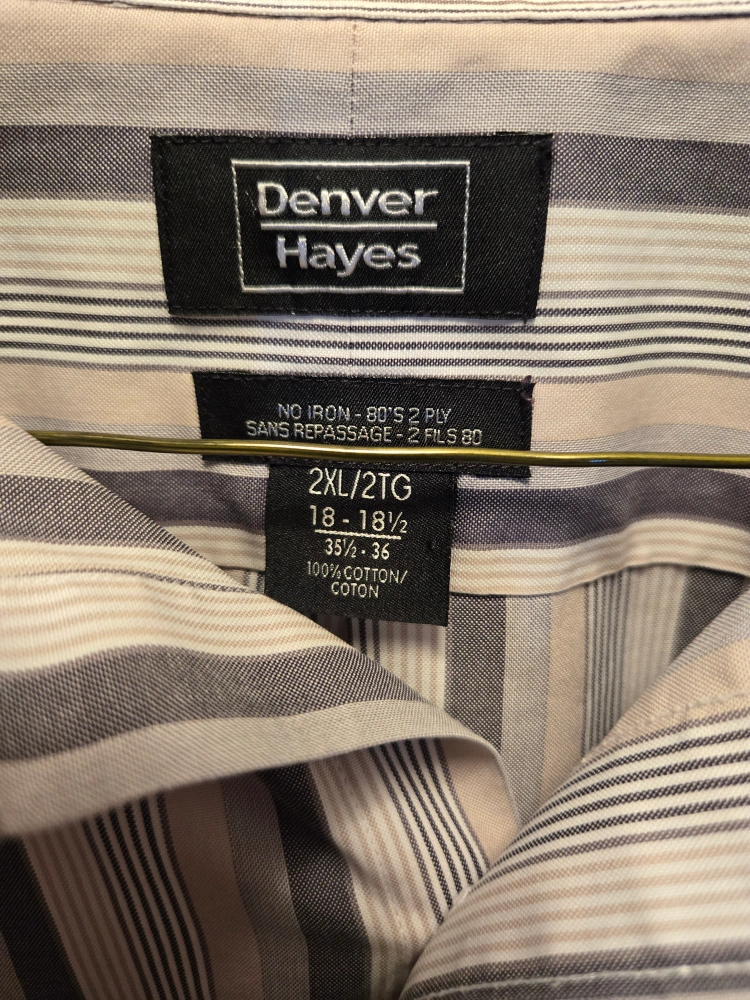 Denver
Hayes
NO IRON - 80'S 2 PLY
SANS REPASSAGE - 2 FILS 80
2XL/2TG
18 - 18½
35½ - 36
100% COTTON/
COTON